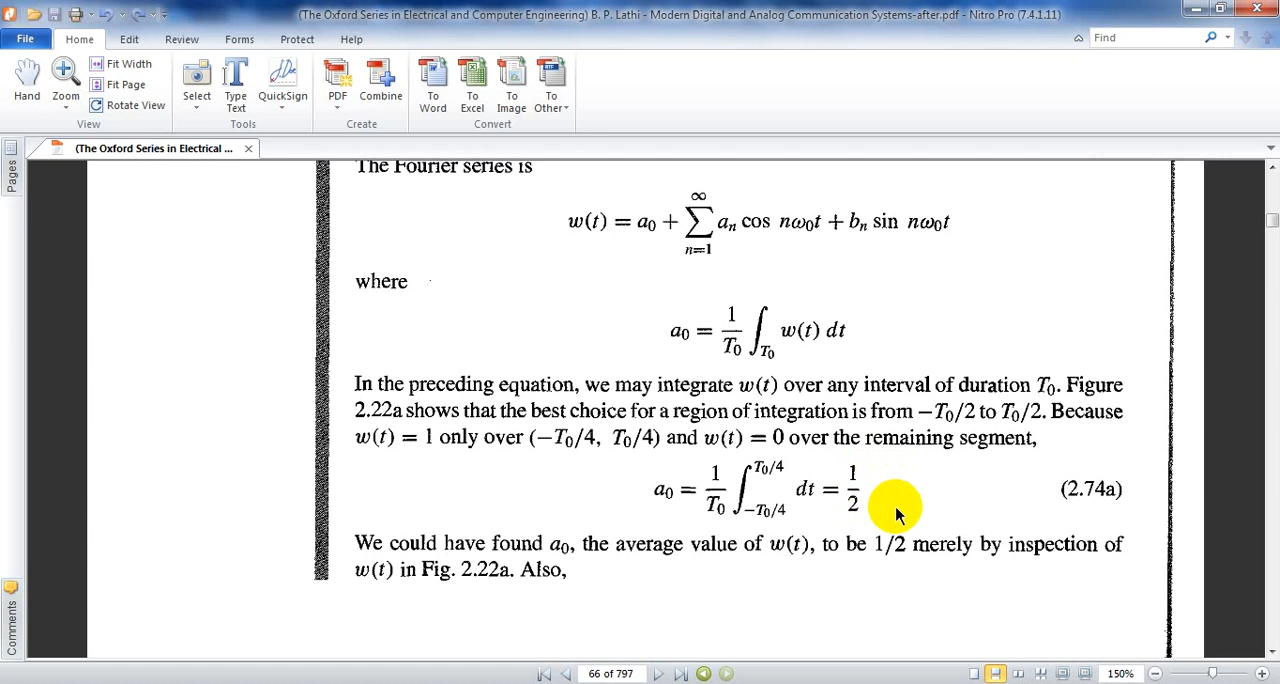 (The Oxford Series in Electrical and Computer Engineering) B. P. Lathi - Modern Digital and Analog Communication Systems-after.pdf - Nitro Pro (7.4.1.11)
File Home Edit Review Forms Protect Help Find
Hand Zoom Fit Width Fit Page Rotate View
Select Type Text QuickSign
PDF Combine
To Word To Excel To Image To Other
View Tools Create Convert
(The Oxford Series in Electrical ...
Pages
The Fourier series is
w(t) = a₀ + ∑_{n=1}^{∞} aₙ cos nω₀t + bₙ sin nω₀t
where
a₀ = 1/T₀ ∫_{T₀} w(t) dt
In the preceding equation, we may integrate w(t) over any interval of duration T₀. Figure
2.22a shows that the best choice for a region of integration is from −T₀/2 to T₀/2. Because
w(t) = 1 only over (−T₀/4, T₀/4) and w(t) = 0 over the remaining segment,
a₀ = 1/T₀ ∫_{−T₀/4}^{T₀/4} dt = 1/2 (2.74a)
We could have found a₀, the average value of w(t), to be 1/2 merely by inspection of
w(t) in Fig. 2.22a. Also,
Comments
66 of 797
150%